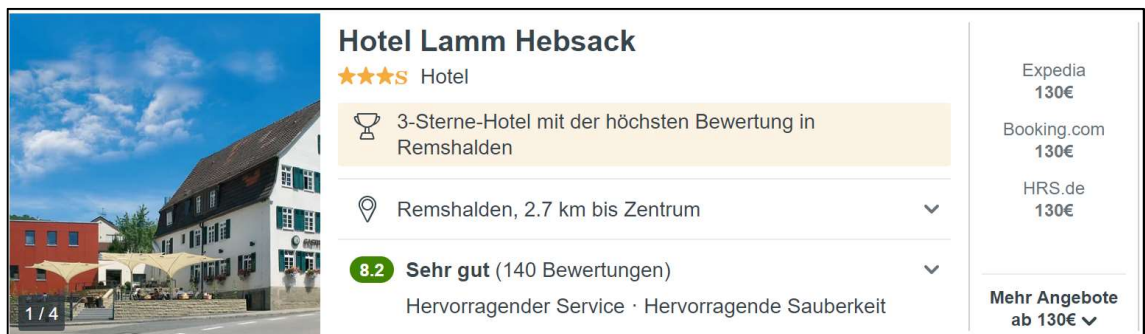 Hotel Lamm Hebsack
S Hotel
3-Sterne-Hotel mit der höchsten Bewertung in
Remshalden
Remshalden, 2.7 km bis Zentrum
8.2 Sehr gut (140 Bewertungen)
Hervorragender Service · Hervorragende Sauberkeit
1 / 4
Expedia
130€
Booking.com
130€
HRS.de
130€
Mehr Angebote
ab 130€